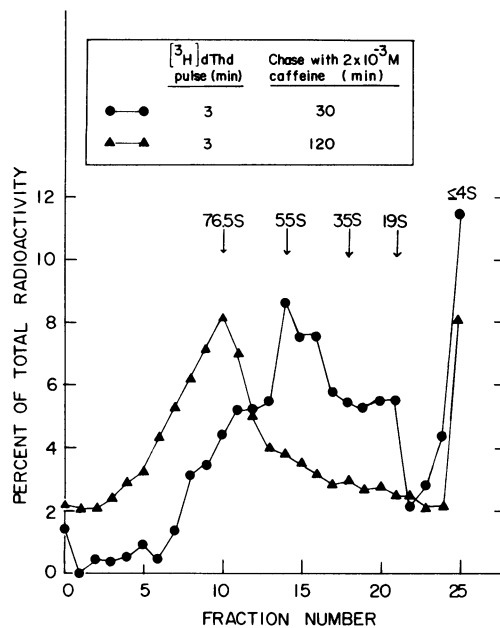 [³H]dThd Chase with 2x10⁻³M
pulse (min) caffeine (min)
3 30
3 120
12
10
8
6
4
2
0
PERCENT OF TOTAL RADIOACTIVITY
76.5S 55S 35S 19S ≤4S
0 5 10 15 20 25
FRACTION NUMBER